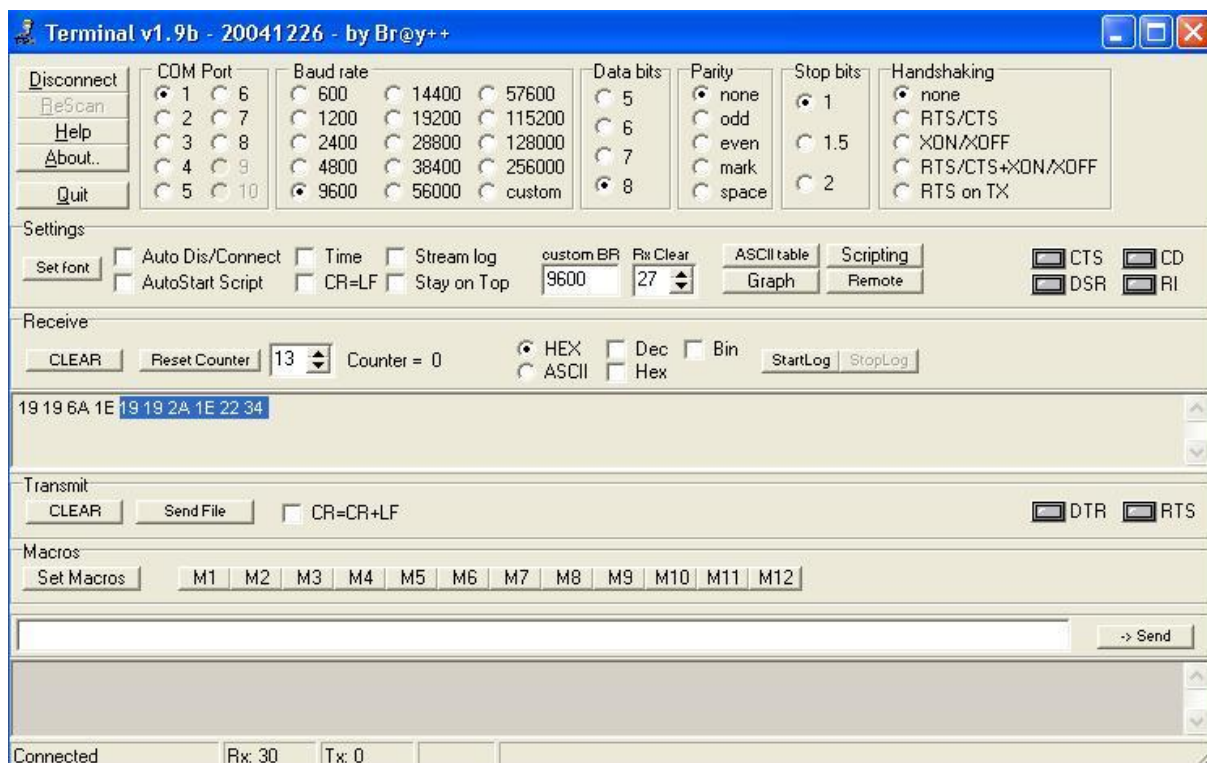 Terminal v1.9b - 20041226 - by Br@y++
Disconnect
ReScan
Help
About..
Quit
COM Port
1 6
2 7
3 8
4 9
5 10
Baud rate
600 14400 57600
1200 19200 115200
2400 28800 128000
4800 38400 256000
9600 56000 custom
Data bits
5
6
7
8
Parity
none
odd
even
mark
space
Stop bits
1
1.5
2
Handshaking
none
RTS/CTS
XON/XOFF
RTS/CTS+XON/XOFF
RTS on TX
Settings
Set font
Auto Dis/Connect Time Stream log
AutoStart Script CR=LF Stay on Top
custom BR Rx Clear
9600 27
ASCII table Scripting
Graph Remote
CTS CD
DSR RI
Receive
CLEAR Reset Counter 13 Counter = 0
HEX Dec Bin
ASCII Hex
StartLog StopLog
19 19 6A 1E 19 19 2A 1E 22 34
Transmit
CLEAR Send File CR=CR+LF DTR RTS
Macros
Set Macros M1 M2 M3 M4 M5 M6 M7 M8 M9 M10 M11 M12
-> Send
Connected Rx: 30 Tx: 0